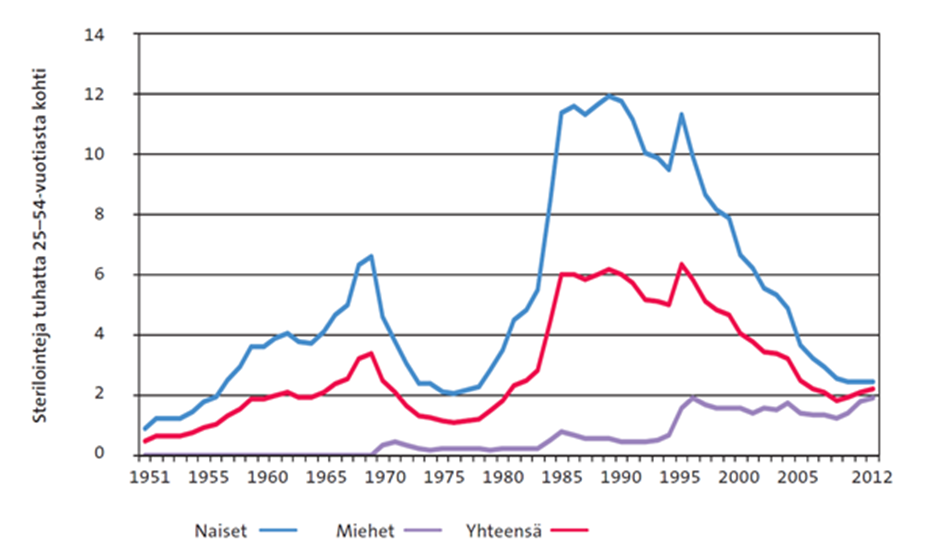 Sterilointeja tuhatta 25–54-vuotiasta kohti
14
12
10
8
6
4
2
0
1951 1955 1960 1965 1970 1975 1980 1985 1990 1995 2000 2005 2012
Naiset Miehet Yhteensä